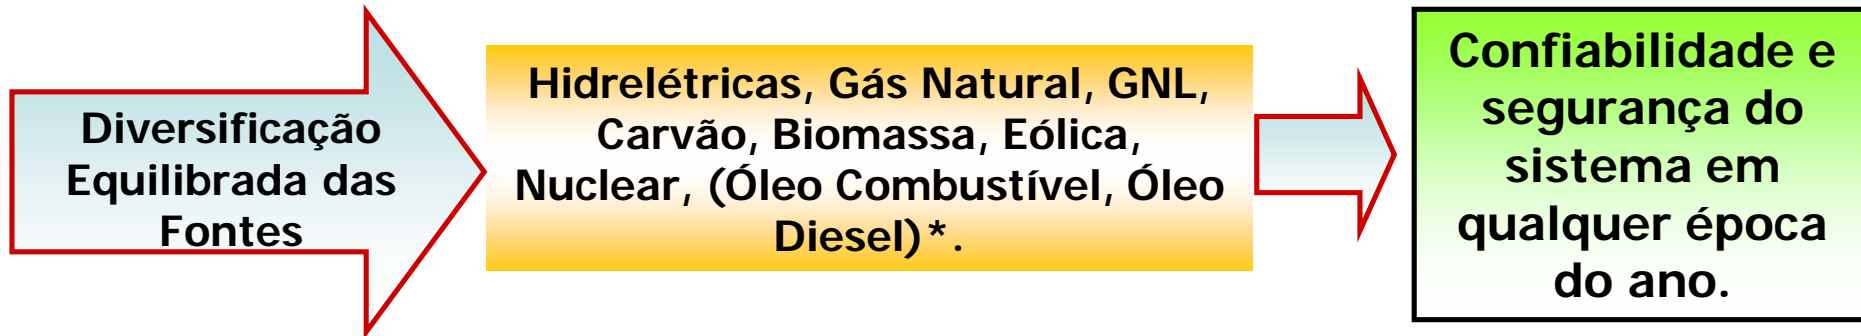 Diversificação
Equilibrada das
Fontes
Hidrelétricas, Gás Natural, GNL,
Carvão, Biomassa, Eólica,
Nuclear, (Óleo Combustível, Óleo
Diesel)*.
Confiabilidade e
segurança do
sistema em
qualquer época
do ano.